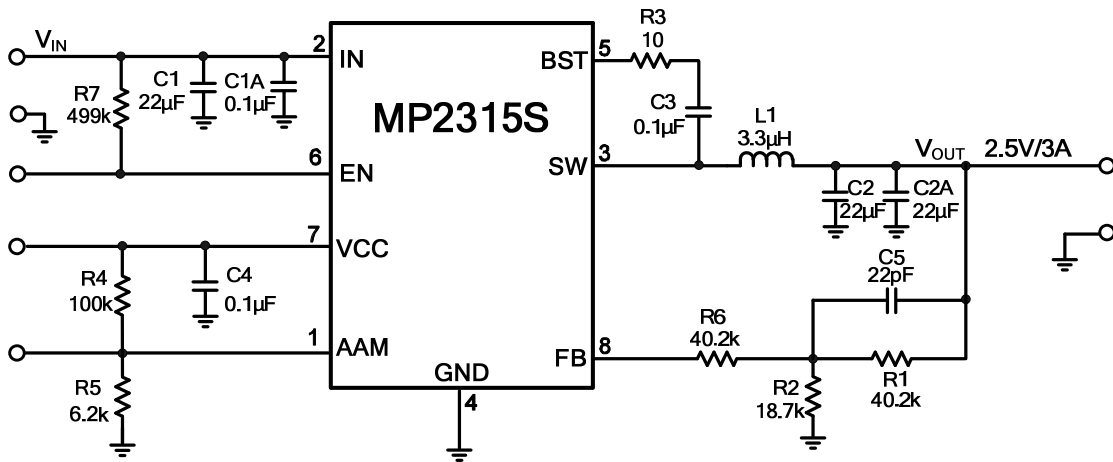 VIN
R7
499k
C1
22µF
C1A
0.1µF
2
IN
6
EN
7
VCC
R4
100k
C4
0.1µF
1
AAM
R5
6.2k
MP2315S
GND
4
BST
5
R3
10
C3
0.1µF
SW
3
L1
3.3µH
VOUT 2.5V/3A
C2
22µF
C2A
22µF
C5
22pF
FB
8
R6
40.2k
R2
18.7k
R1
40.2k